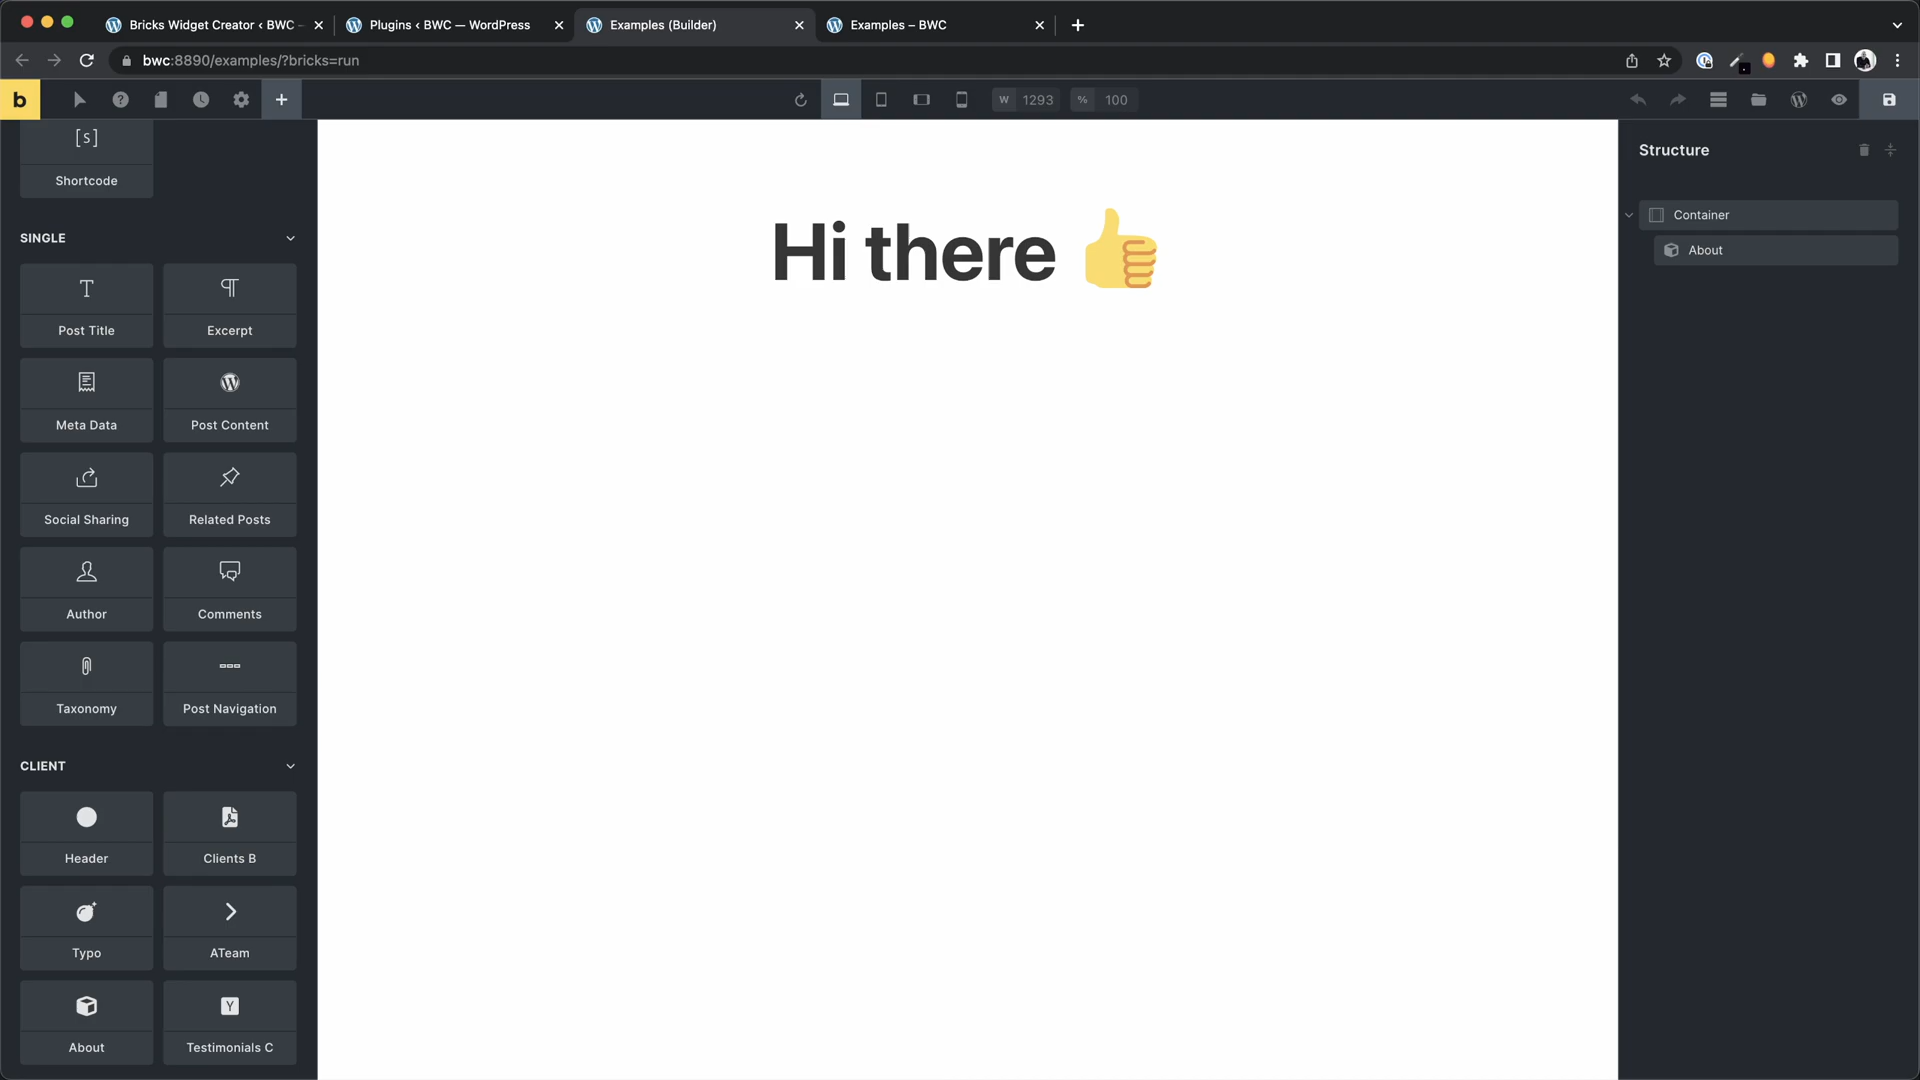 Bricks Widget Creator ‹ BWC –
Plugins ‹ BWC — WordPress
Examples (Builder)
Examples – BWC
bwc:8890/examples/?bricks=run
b
W 1293
% 100
[S]
Shortcode
Structure
Container
About
Hi there 👍
SINGLE
Post Title
Excerpt
Meta Data
Post Content
Social Sharing
Related Posts
Author
Comments
Taxonomy
Post Navigation
CLIENT
Header
Clients B
Typo
ATeam
Y
About
Testimonials C